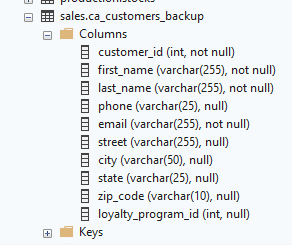 production.stocks
sales.ca_customers_backup
Columns
customer_id (int, not null)
first_name (varchar(255), not null)
last_name (varchar(255), not null)
phone (varchar(25), null)
email (varchar(255), not null)
street (varchar(255), null)
city (varchar(50), null)
state (varchar(25), null)
zip_code (varchar(10), null)
loyalty_program_id (int, null)
Keys